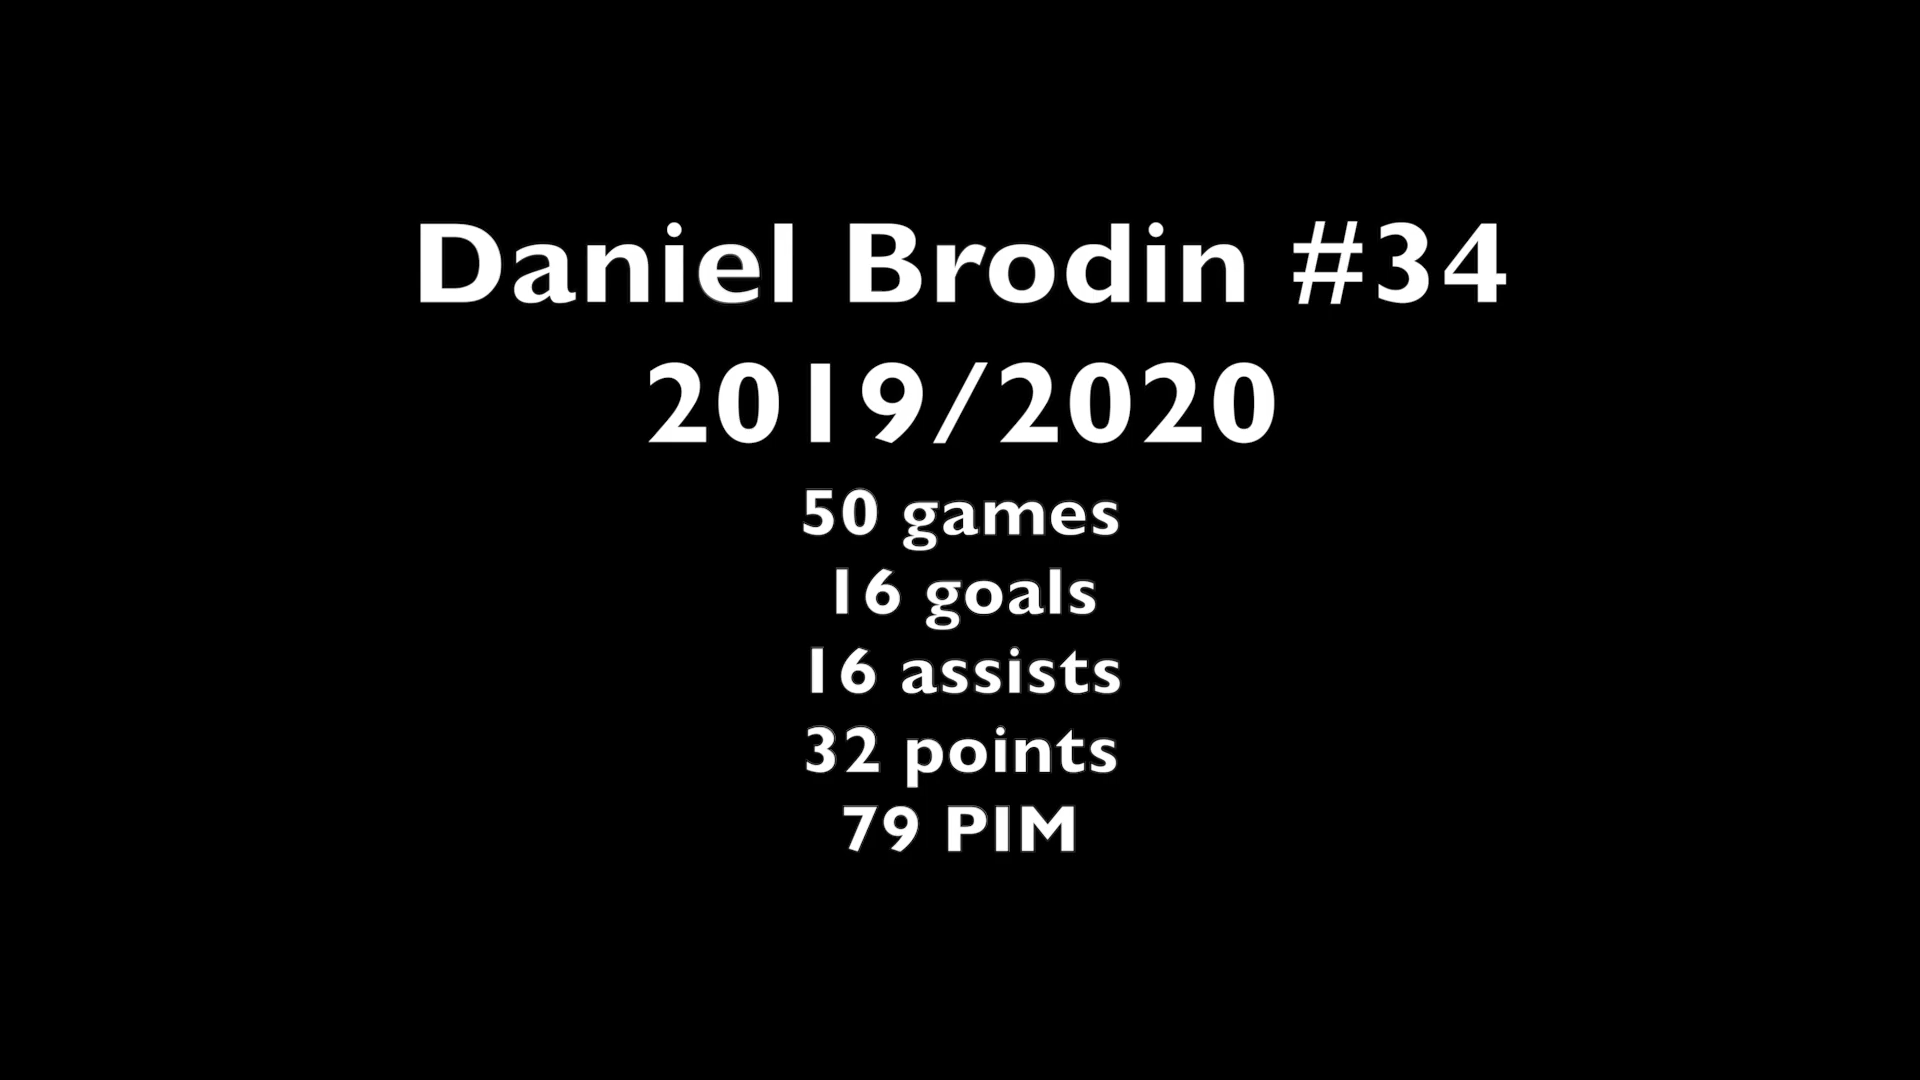 Daniel Brodin #34
2019/2020
50 games
16 goals
16 assists
32 points
79 PIM